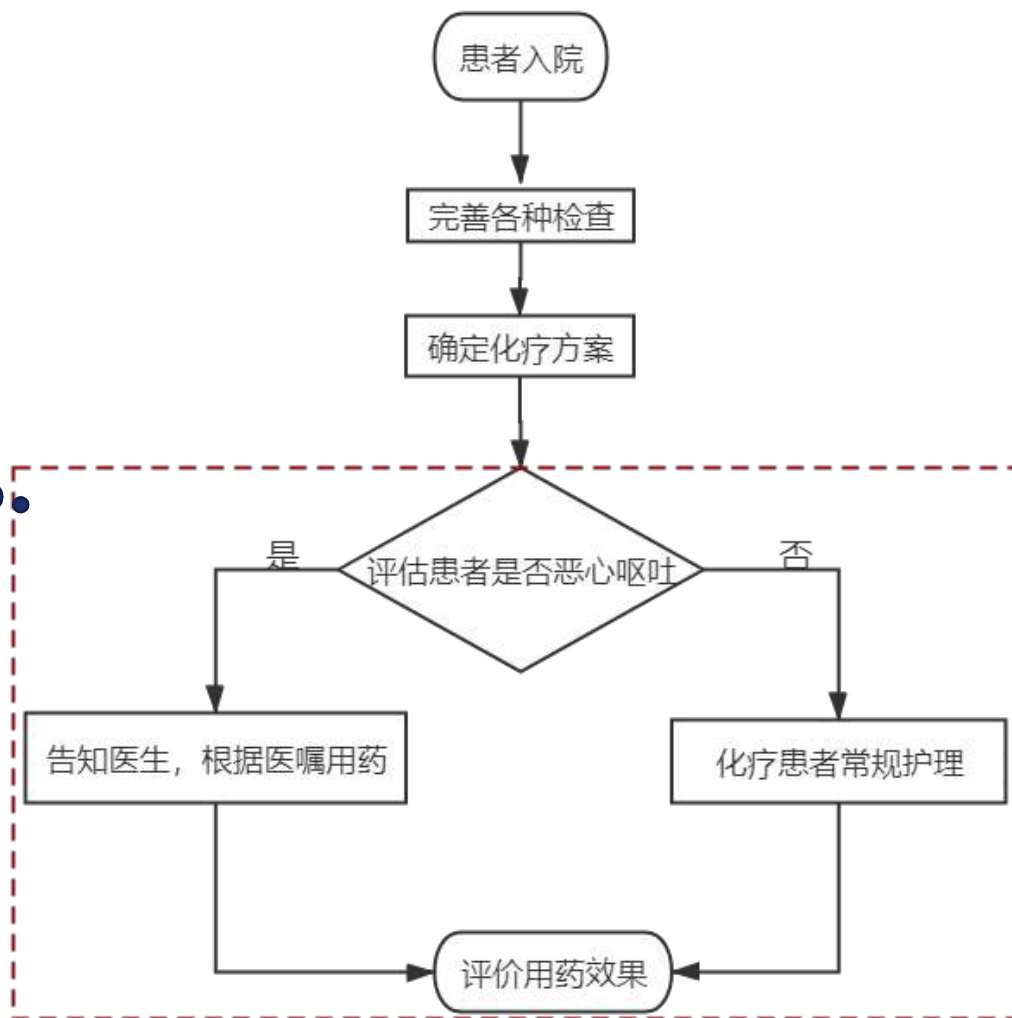 患者入院
完善各种检查
确定化疗方案
是
评估患者是否恶心呕吐
否
告知医生，根据医嘱用药
化疗患者常规护理
评价用药效果